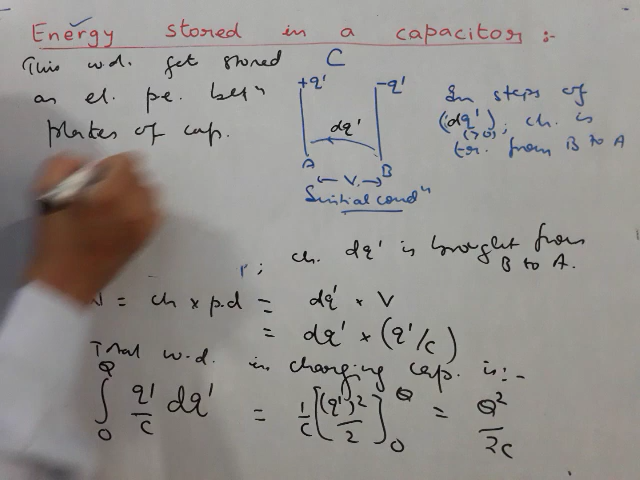 Energy stored in a capacitor :-
This w.d. get stored
as el. p.e. betⁿ
plates of cap.
C
+q' -q'
dq'
A B
← V. →
Initial condⁿ
In steps of
(dq'), ch. is
(>0)
tr. from B to A
; ch. dq' is brought from
B to A.
= ch × p.d = dq' × V
= dq' × (q'/c)
Total w.d. in charging cap. is:-
∫₀^Q q'/c dq' = 1/c [(q')²/2]₀^Q = Q²/2c